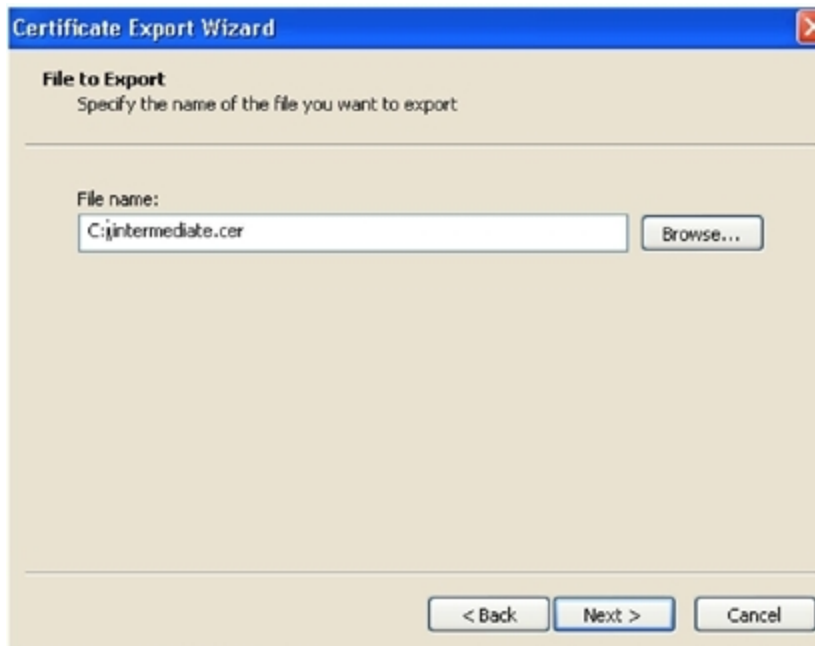 Certificate Export Wizard
File to Export
Specify the name of the file you want to export
File name:
C:\intermediate.cer
Browse...
< Back
Next >
Cancel